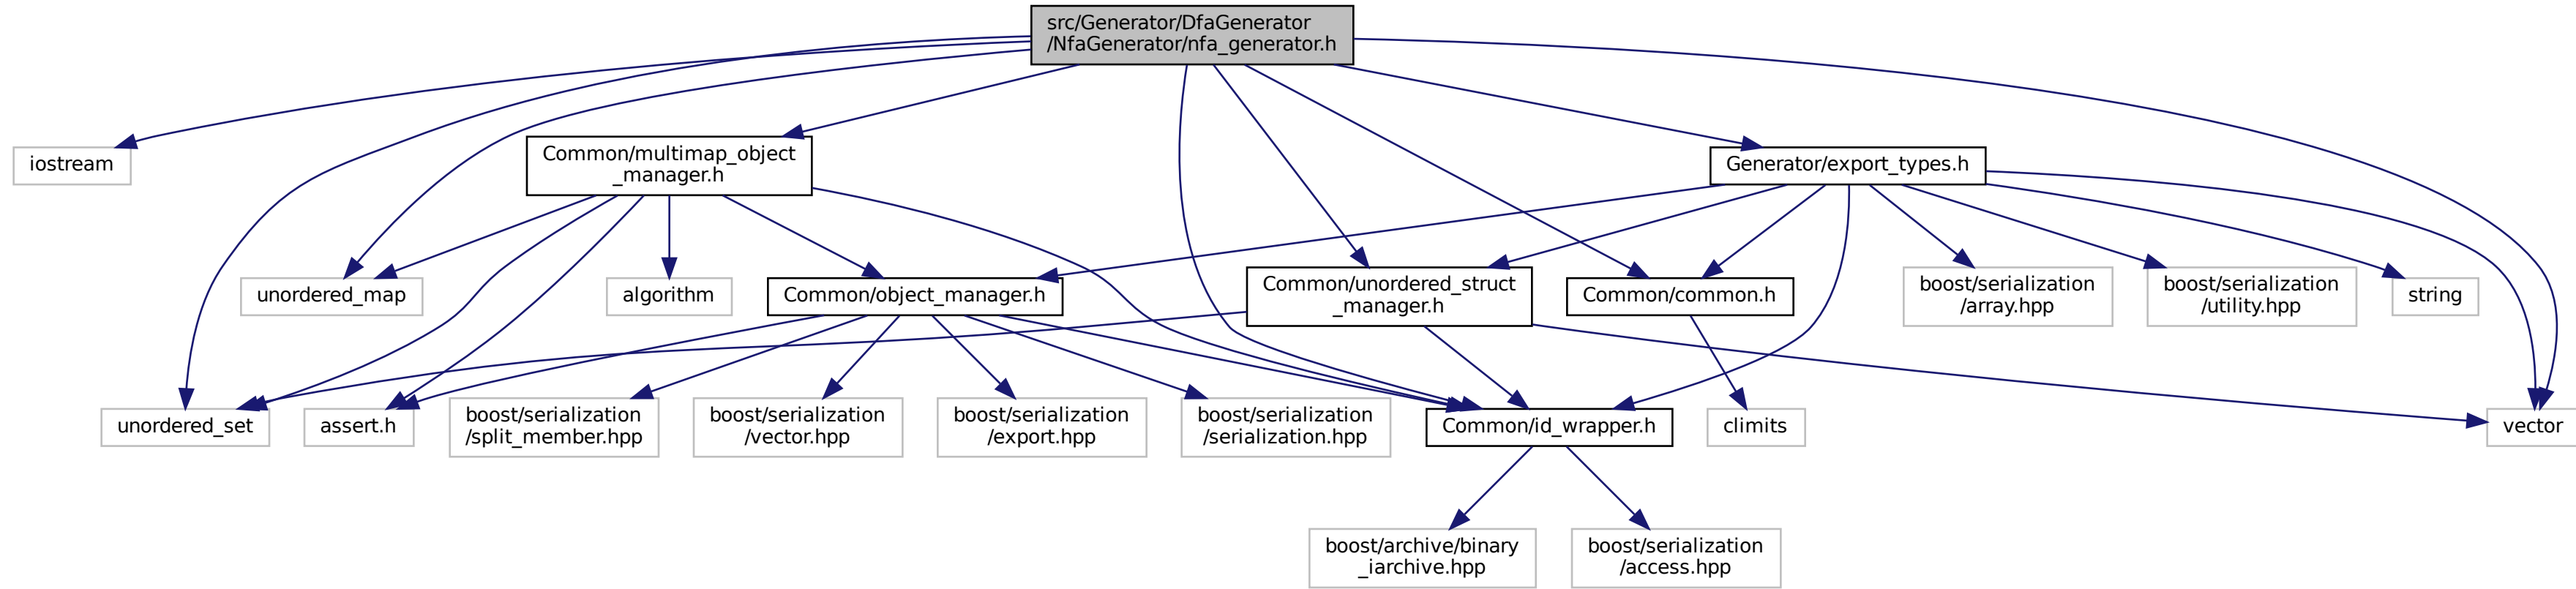 src/Generator/DfaGenerator
/NfaGenerator/nfa_generator.h
iostream
Common/multimap_object
_manager.h
Generator/export_types.h
unordered_map
algorithm
Common/object_manager.h
Common/unordered_struct
_manager.h
Common/common.h
boost/serialization
/array.hpp
boost/serialization
/utility.hpp
string
unordered_set
assert.h
boost/serialization
/split_member.hpp
boost/serialization
/vector.hpp
boost/serialization
/export.hpp
boost/serialization
/serialization.hpp
Common/id_wrapper.h
climits
vector
boost/archive/binary
_iarchive.hpp
boost/serialization
/access.hpp